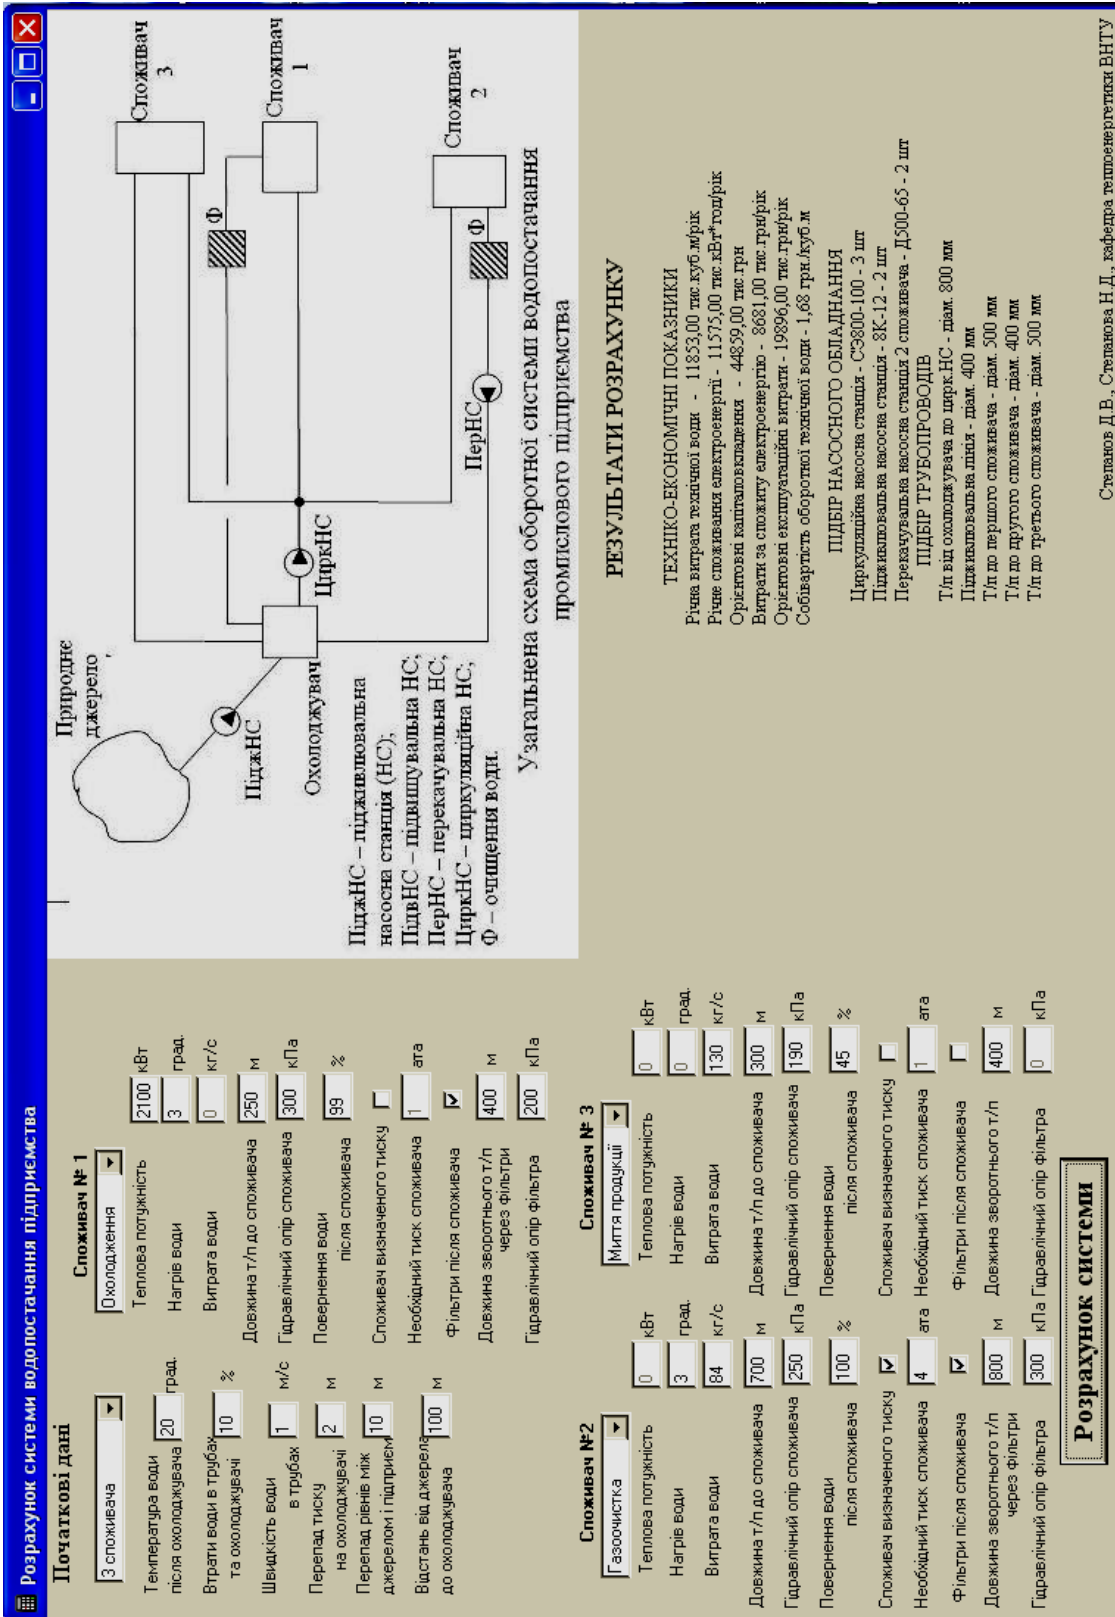 Розрахунок системи водопостачання підприємства
Початкові дані
3 споживача
Температура води
після охолоджувача
20
град.
Втрати води в трубах
та охолоджувачі
10
%
Швидкість води
в трубах
1
м/с
Перепад тиску
на охолоджувачі
2
м
Перепад рівнів між
джерелом і підприєм
10
м
Відстань від джерела
до охолоджувача
100
м
Споживач № 1
Охолодження
Теплова потужність
2100
кВт
Нагрів води
3
град.
Витрата води
0
кг/с
Довжина т/п до споживача
250
м
Гідравлічний опір споживача
300
кПа
Повернення води
після споживача
99
%
Споживач визначеного тиску
Необхідний тиск споживача
1
ата
Фільтри після споживача
Довжина зворотнього т/п
через фільтри
400
м
Гідравлічний опір фільтра
200
кПа
Споживач №2
Газоочистка
Теплова потужність
0
кВт
Нагрів води
3
град.
Витрата води
84
кг/с
Довжина т/п до споживача
700
м
Гідравлічний опір споживача
250
кПа
Повернення води
після споживача
100
%
Споживач визначеного тиску
Необхідний тиск споживача
4
ата
Фільтри після споживача
Довжина зворотнього т/п
через фільтри
800
м
Гідравлічний опір фільтра
300
кПа
Споживач № 3
Миття продукції
Теплова потужність
0
кВт
Нагрів води
0
град.
Витрата води
130
кг/с
Довжина т/п до споживача
300
м
Гідравлічний опір споживача
190
кПа
Повернення води
після споживача
45
%
Споживач визначеного тиску
Необхідний тиск споживача
1
ата
Фільтри після споживача
Довжина зворотнього т/п
400
м
Гідравлічний опір фільтра
0
кПа
Розрахунок системи
Природне
джерело
ПіджНС
Охолоджувач
ЦиркНС
ПерНС
Ф
Ф
Споживач
3
Споживач
1
Споживач
2
ПіджНС – підживлювальна
насосна станція (НС);
ПідвНС – підвищувальна НС;
ПерНС – перекачувальна НС;
ЦиркНС – циркуляційна НС;
Ф – очищення води.
Узагальнена схема оборотної системи водопостачання
промислового підприємства
РЕЗУЛЬТАТИ РОЗРАХУНКУ
ТЕХНІКО-ЕКОНОМІЧНІ ПОКАЗНИКИ
Річна витрата технічної води - 11853,00 тис.куб.м/рік
Річне споживання електроенергії - 11575,00 тис.кВт*год/рік
Орієнтовні капіталовкладення - 44859,00 тис.грн
Витрати за спожиту електроенергію - 8681,00 тис.грн/рік
Орієнтовні експлуатаційні витрати - 19896,00 тис.грн/рік
Собівартість оборотної технічної води - 1,68 грн./куб.м
ПІДБІР НАСОСНОГО ОБЛАДНАННЯ
Циркуляційна насосна станція - СЭ800-100 - 3 шт
Підживлювальна насосна станція - 8К-12 - 2 шт
Перекачувальна насосна станція 2 споживача - Д500-65 - 2 шт
ПІДБІР ТРУБОПРОВОДІВ
Т/п від охолоджувача до цирк.НС - діам. 800 мм
Підживлювальна лінія - діам. 400 мм
Т/п до першого споживача - діам. 500 мм
Т/п до другого споживача - діам. 400 мм
Т/п до третього споживача - діам. 500 мм
Степанов Д.В., Степанова Н.Д., кафедра теплоенергетики ВНТУ